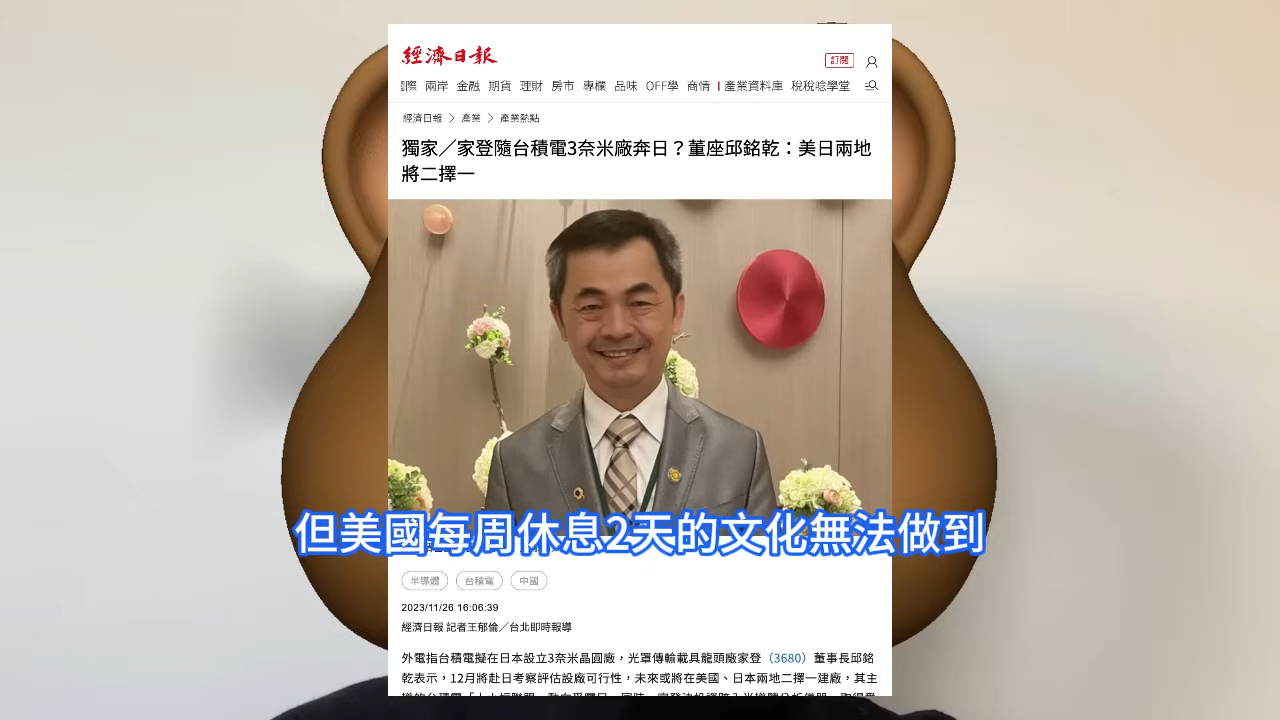 經濟日報
訂閱
國際 兩岸 金融 期貨 理財 房市 專欄 品味 OFF學 商情 產業資料庫 稅稅唸學堂
經濟日報 > 產業 > 產業熱點
獨家／家登隨台積電3奈米廠奔日？董座邱銘乾：美日兩地
將二擇一
但美國每周休息2天的文化無法做到
半導體 台積電 中國
2023/11/26 16:06:39
經濟日報 記者王郁倫／台北即時報導
外電指台積電擬在日本設立3奈米晶圓廠，光罩傳輸載具龍頭廠家登（3680）董事長邱銘
乾表示，12月將赴日考察評估設廠可行性，未來或將在美國、日本兩地二擇一建廠，其主